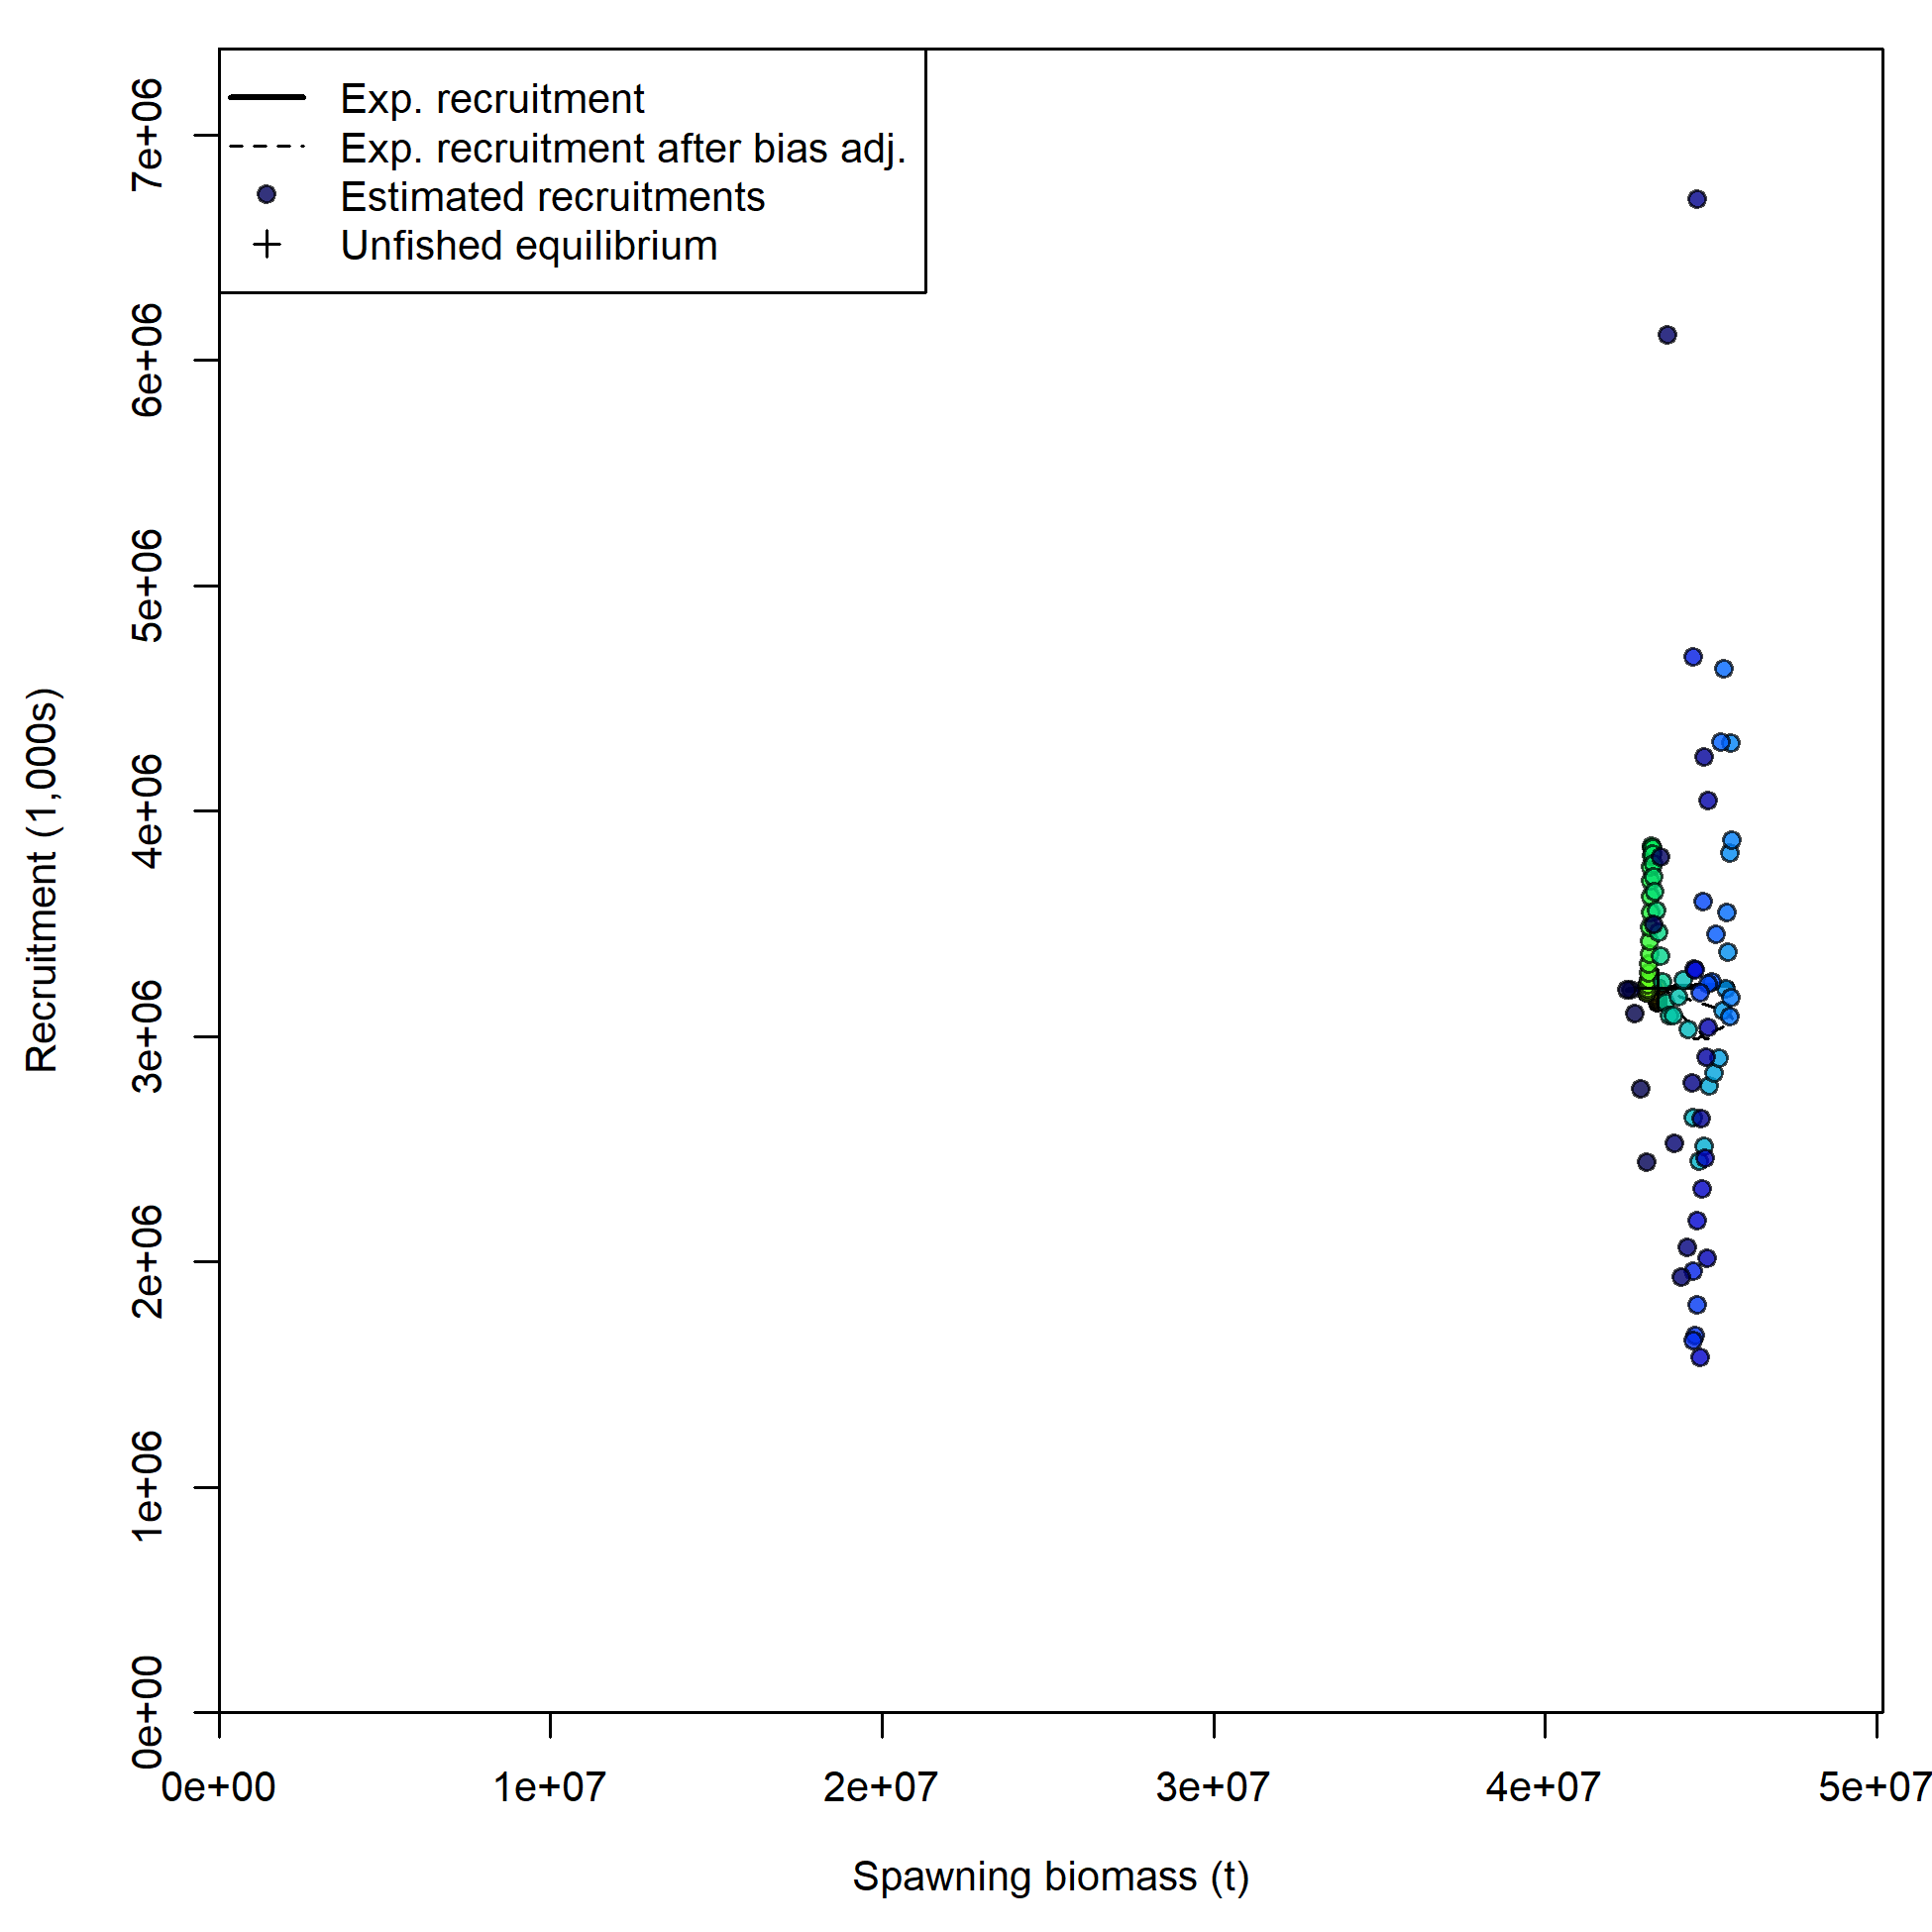 Exp. recruitment
Exp. recruitment after bias adj.
Estimated recruitments
Unfished equilibrium
7e+06
6e+06
5e+06
4e+06
3e+06
2e+06
1e+06
0e+00
Recruitment (1,000s)
0e+00 1e+07 2e+07 3e+07 4e+07 5e+07
Spawning biomass (t)